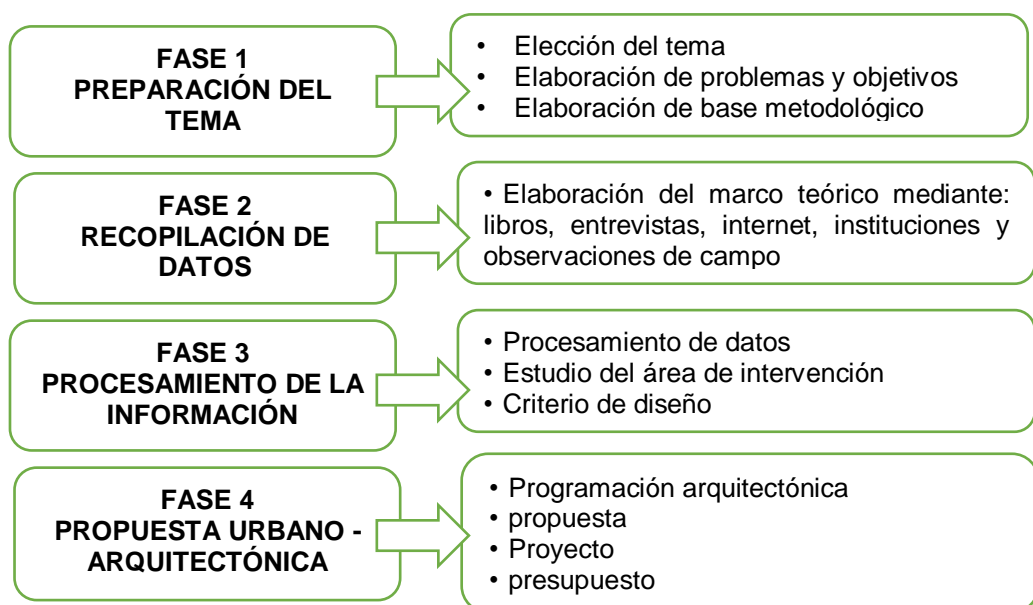 FASE 1
PREPARACIÓN DEL
TEMA
• Elección del tema
• Elaboración de problemas y objetivos
• Elaboración de base metodológico
FASE 2
RECOPILACIÓN DE
DATOS
• Elaboración del marco teórico mediante:
libros, entrevistas, internet, instituciones y
observaciones de campo
FASE 3
PROCESAMIENTO DE LA
INFORMACIÓN
• Procesamiento de datos
• Estudio del área de intervención
• Criterio de diseño
FASE 4
PROPUESTA URBANO -
ARQUITECTÓNICA
• Programación arquitectónica
• propuesta
• Proyecto
• presupuesto